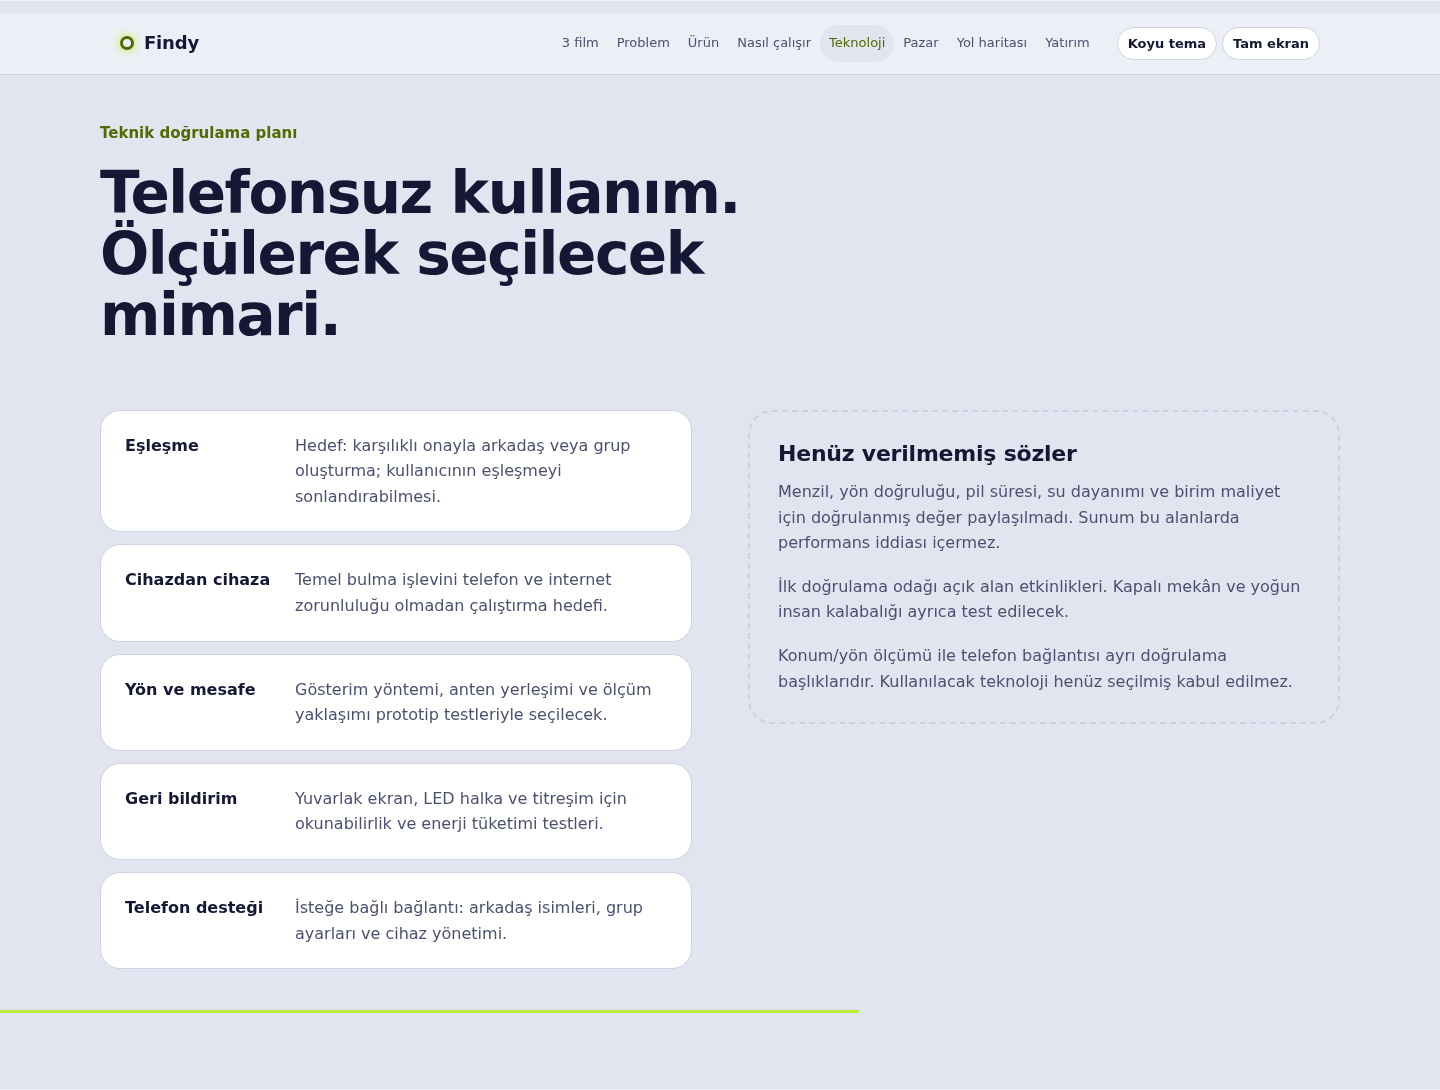 Findy
3 film
Problem
Ürün
Nasıl çalışır
Teknoloji
Pazar
Yol haritası
Yatırım
Koyu tema
Tam ekran
Teknik doğrulama planı
Telefonsuz kullanım.
Ölçülerek seçilecek
mimari.
Eşleşme
Hedef: karşılıklı onayla arkadaş veya grup
oluşturma; kullanıcının eşleşmeyi
sonlandırabilmesi.
Cihazdan cihaza
Temel bulma işlevini telefon ve internet
zorunluluğu olmadan çalıştırma hedefi.
Yön ve mesafe
Gösterim yöntemi, anten yerleşimi ve ölçüm
yaklaşımı prototip testleriyle seçilecek.
Geri bildirim
Yuvarlak ekran, LED halka ve titreşim için
okunabilirlik ve enerji tüketimi testleri.
Telefon desteği
İsteğe bağlı bağlantı: arkadaş isimleri, grup
ayarları ve cihaz yönetimi.
Henüz verilmemiş sözler
Menzil, yön doğruluğu, pil süresi, su dayanımı ve birim maliyet
için doğrulanmış değer paylaşılmadı. Sunum bu alanlarda
performans iddiası içermez.
İlk doğrulama odağı açık alan etkinlikleri. Kapalı mekân ve yoğun
insan kalabalığı ayrıca test edilecek.
Konum/yön ölçümü ile telefon bağlantısı ayrı doğrulama
başlıklarıdır. Kullanılacak teknoloji henüz seçilmiş kabul edilmez.